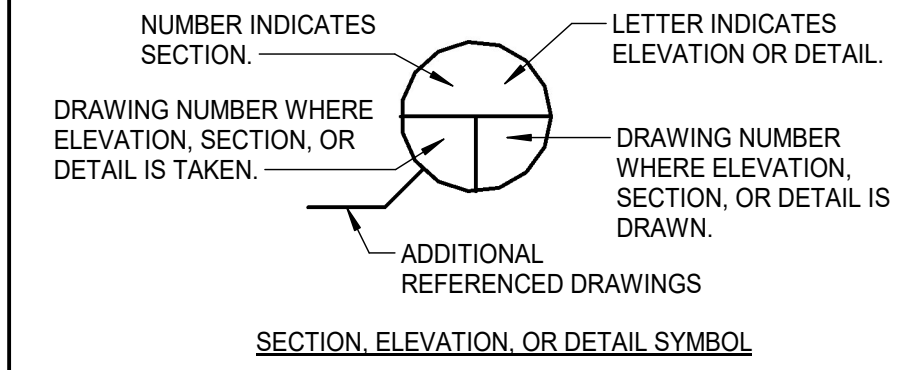 NUMBER INDICATES
SECTION.
LETTER INDICATES
ELEVATION OR DETAIL.
DRAWING NUMBER WHERE
ELEVATION, SECTION, OR
DETAIL IS TAKEN.
DRAWING NUMBER
WHERE ELEVATION,
SECTION, OR DETAIL IS
DRAWN.
ADDITIONAL
REFERENCED DRAWINGS
SECTION, ELEVATION, OR DETAIL SYMBOL